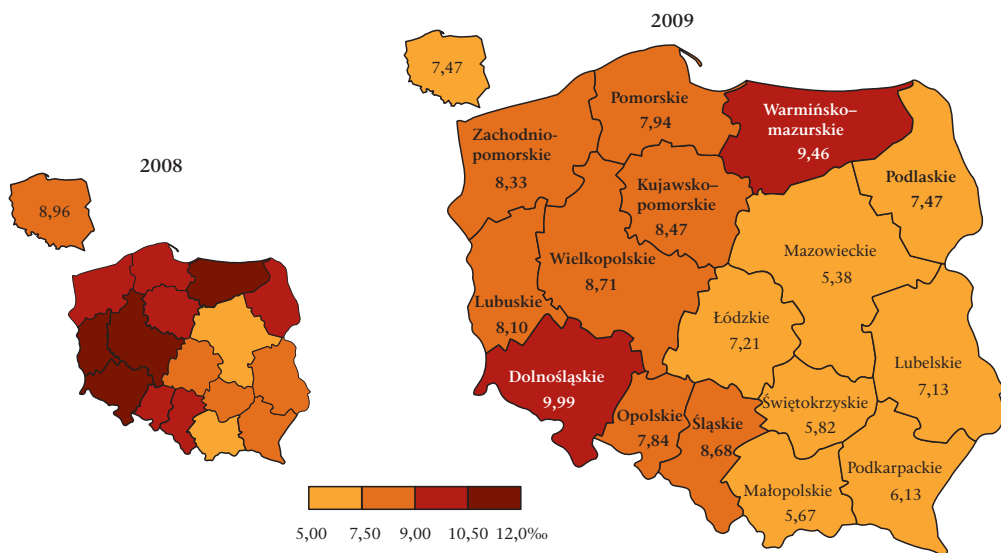 2009
7,47
Pomorskie
7,94
Warmińsko–
mazurskie
9,46
Zachodnio-
pomorskie
8,33
Podlaskie
7,47
Kujawsko–
pomorskie
8,47
2008
8,96
Mazowieckie
5,38
Wielkopolskie
8,71
Lubuskie
8,10
Łódzkie
7,21
Lubelskie
7,13
Dolnośląskie
9,99
Opolskie
7,84
Śląskie
8,68
Świętokrzyskie
5,82
Podkarpackie
6,13
Małopolskie
5,67
5,00 7,50 9,00 10,50 12,0‰